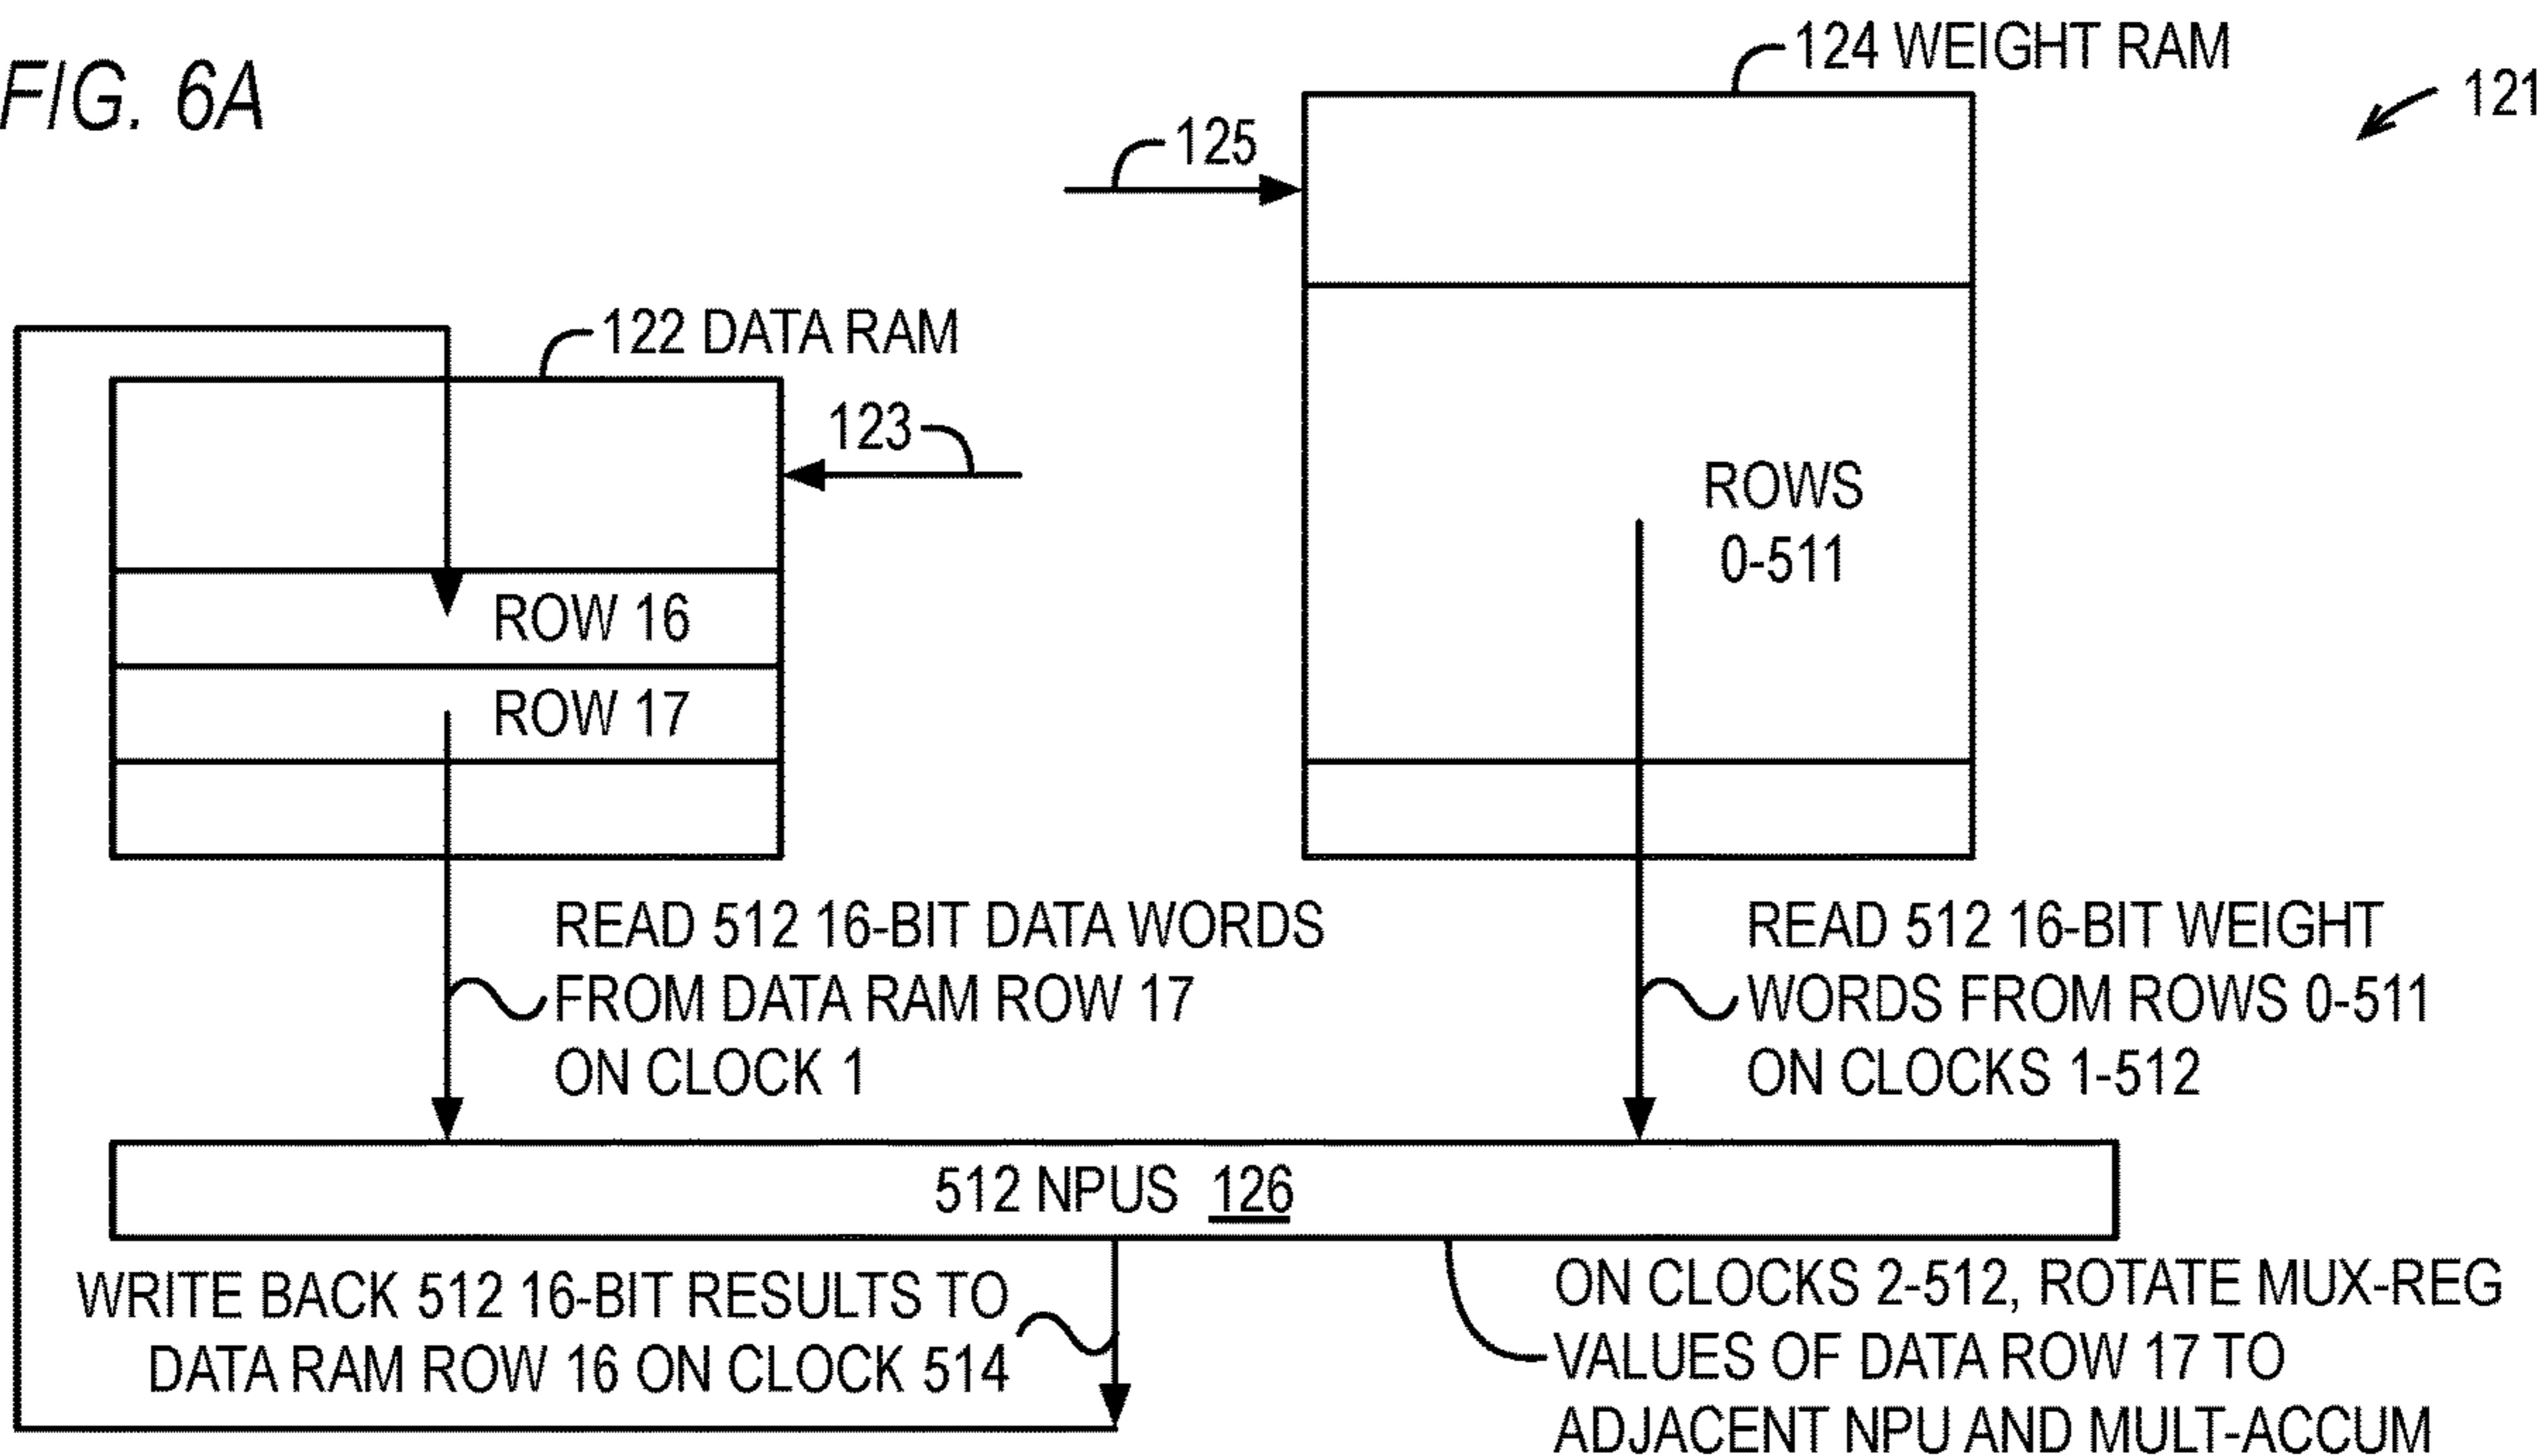 FIG. 6A
124 WEIGHT RAM
121
125
122 DATA RAM
123
ROWS
0-511
ROW 16
ROW 17
READ 512 16-BIT DATA WORDS
FROM DATA RAM ROW 17
ON CLOCK 1
READ 512 16-BIT WEIGHT
WORDS FROM ROWS 0-511
ON CLOCKS 1-512
512 NPUS 126
WRITE BACK 512 16-BIT RESULTS TO
DATA RAM ROW 16 ON CLOCK 514
ON CLOCKS 2-512, ROTATE MUX-REG
VALUES OF DATA ROW 17 TO
ADJACENT NPU AND MULT-ACCUM